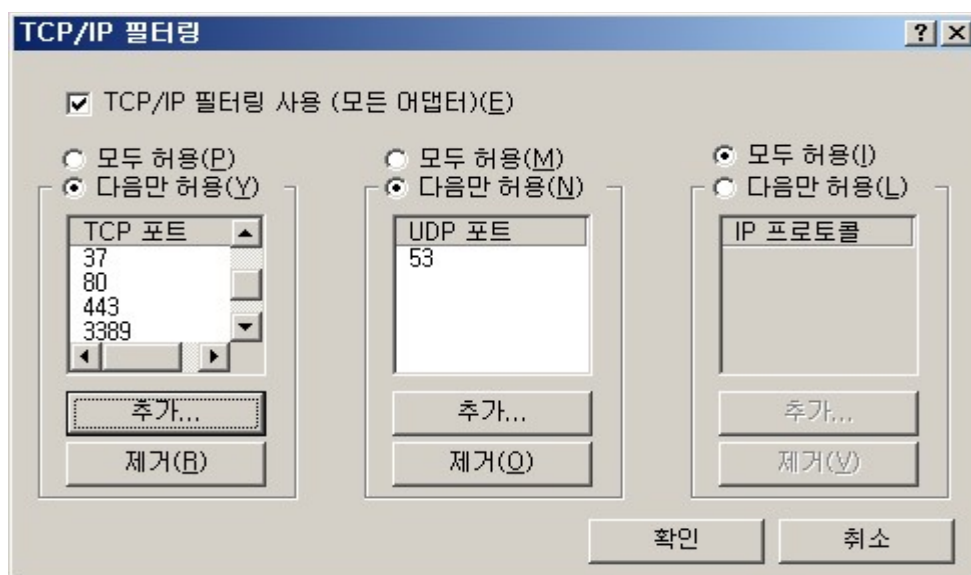 TCP/IP 필터링
TCP/IP 필터링 사용 (모든 어댑터)(E)
모두 허용(P)
다음만 허용(Y)
TCP 포트
37
80
443
3389
추가...
제거(R)
모두 허용(M)
다음만 허용(N)
UDP 포트
53
추가...
제거(O)
모두 허용(I)
다음만 허용(L)
IP 프로토콜
추가...
제거(V)
확인
취소